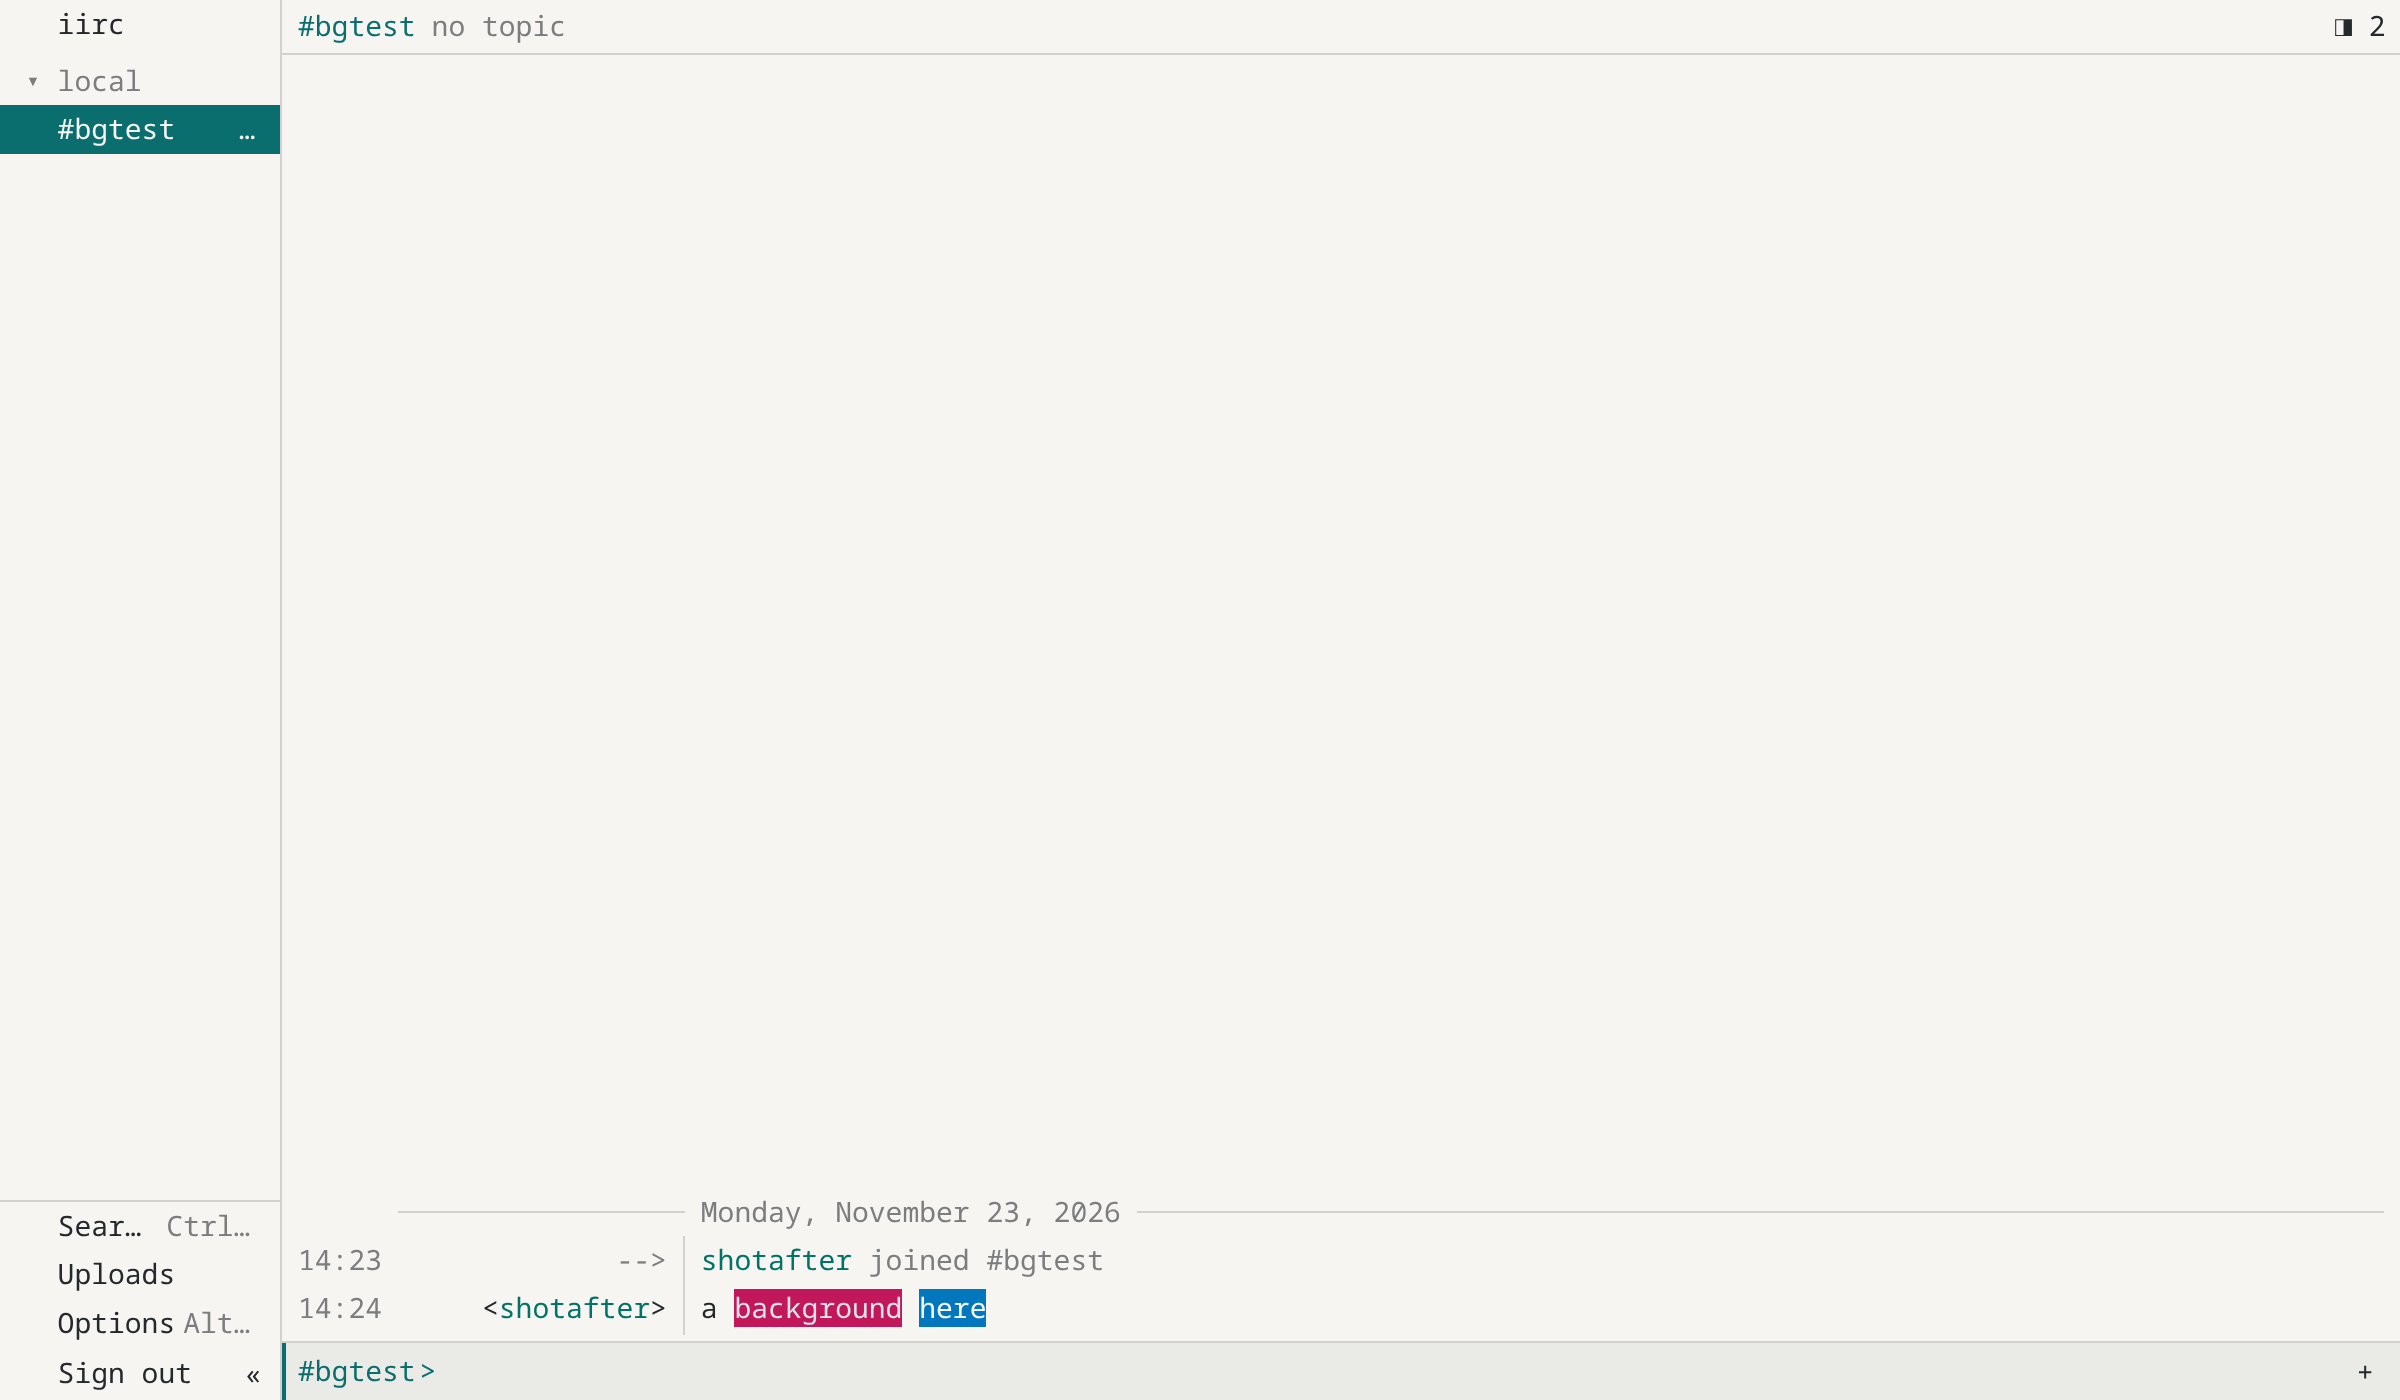 iirc
▾ local
#bgtest …
Sear… Ctrl…
Uploads
Options Alt…
Sign out «
#bgtest no topic ◨ 2
Monday, November 23, 2026
14:23 --> shotafter joined #bgtest
14:24 <shotafter> a background here
#bgtest> +